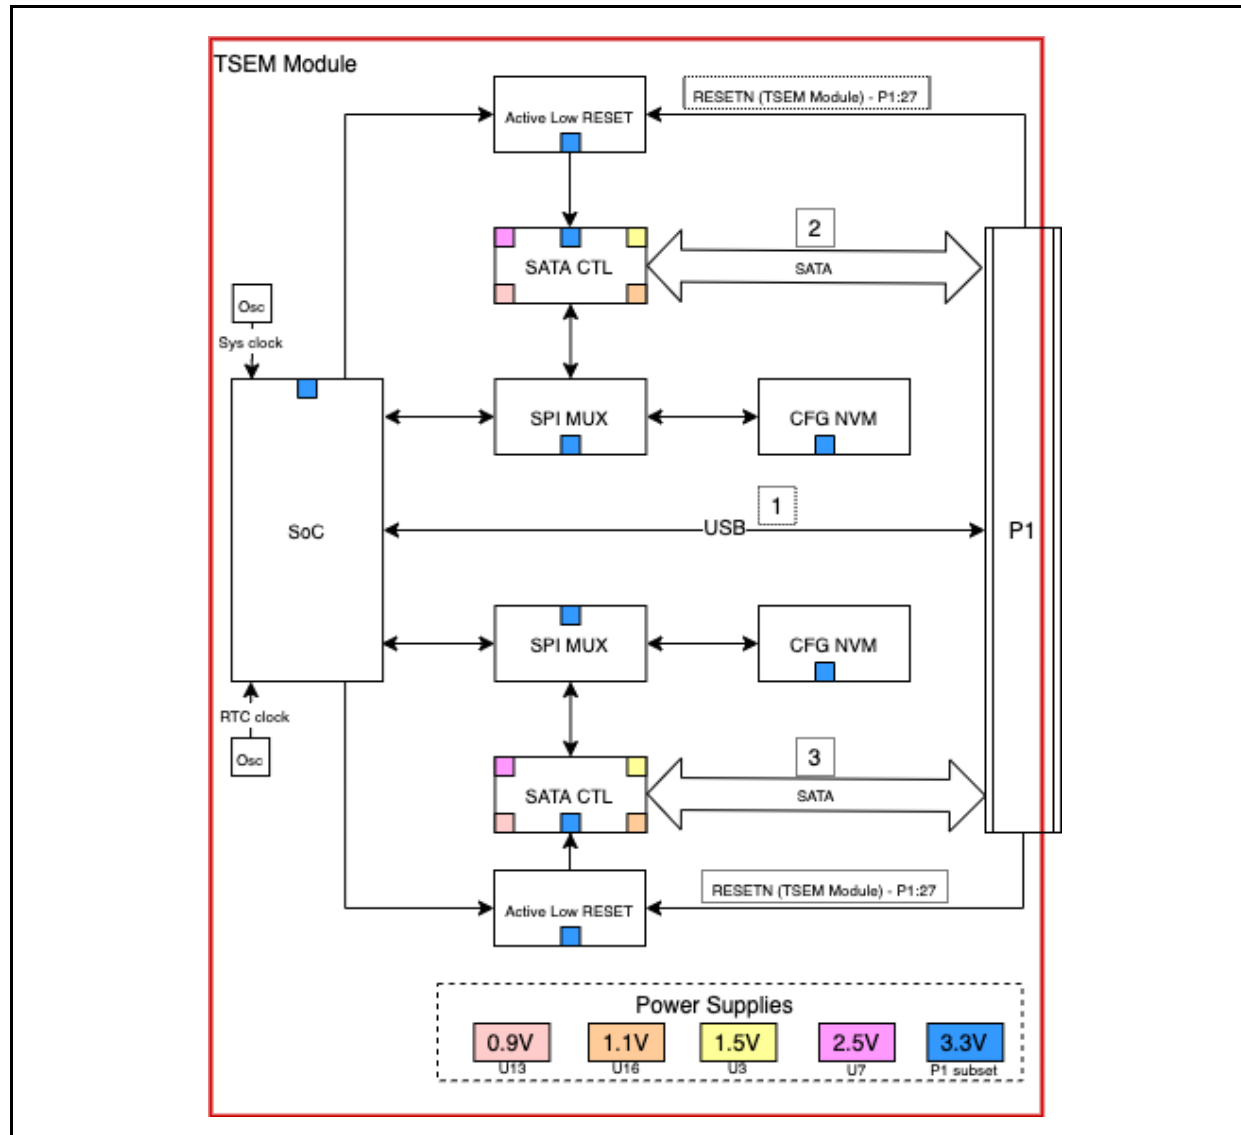 TSEM Module
RESETN (TSEM Module) - P1:27
Active Low RESET
2
SATA CTL
SATA
Osc
Sys clock
SPI MUX
CFG NVM
1
SoC
USB
P1
SPI MUX
CFG NVM
RTC clock
Osc
3
SATA CTL
SATA
RESETN (TSEM Module) - P1:27
Active Low RESET
Power Supplies
0.9V
1.1V
1.5V
2.5V
3.3V
U13
U16
U3
U7
P1 subset